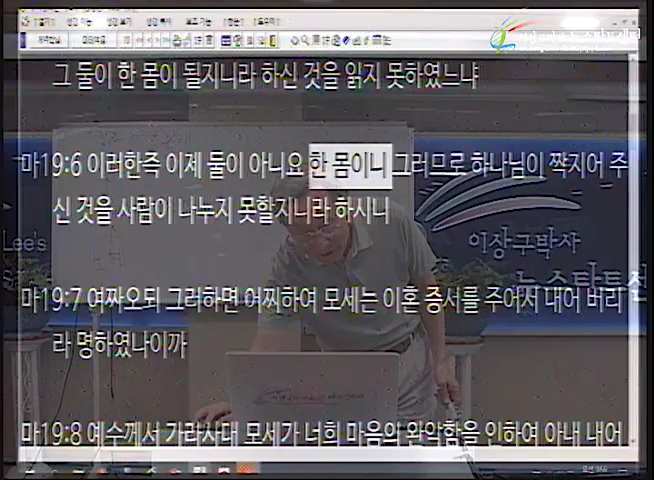 그 둘이 한 몸이 될지니라 하신 것을 읽지 못하였느냐
마19:6 이러한즉 이제 둘이 아니요 한 몸이니 그러므로 하나님이 짝지어 주
신 것을 사람이 나누지 못할지니라 하시니
Lee's
이상구박사
뉴스타트센
마19:7 여짜오되 그러하면 어찌하여 모세는 이혼 증서를 주어서 내어 버리
라 명하였나이까
마19:8 예수께서 가라사대 모세가 너희 마음의 완악함을 인하여 아내 내어